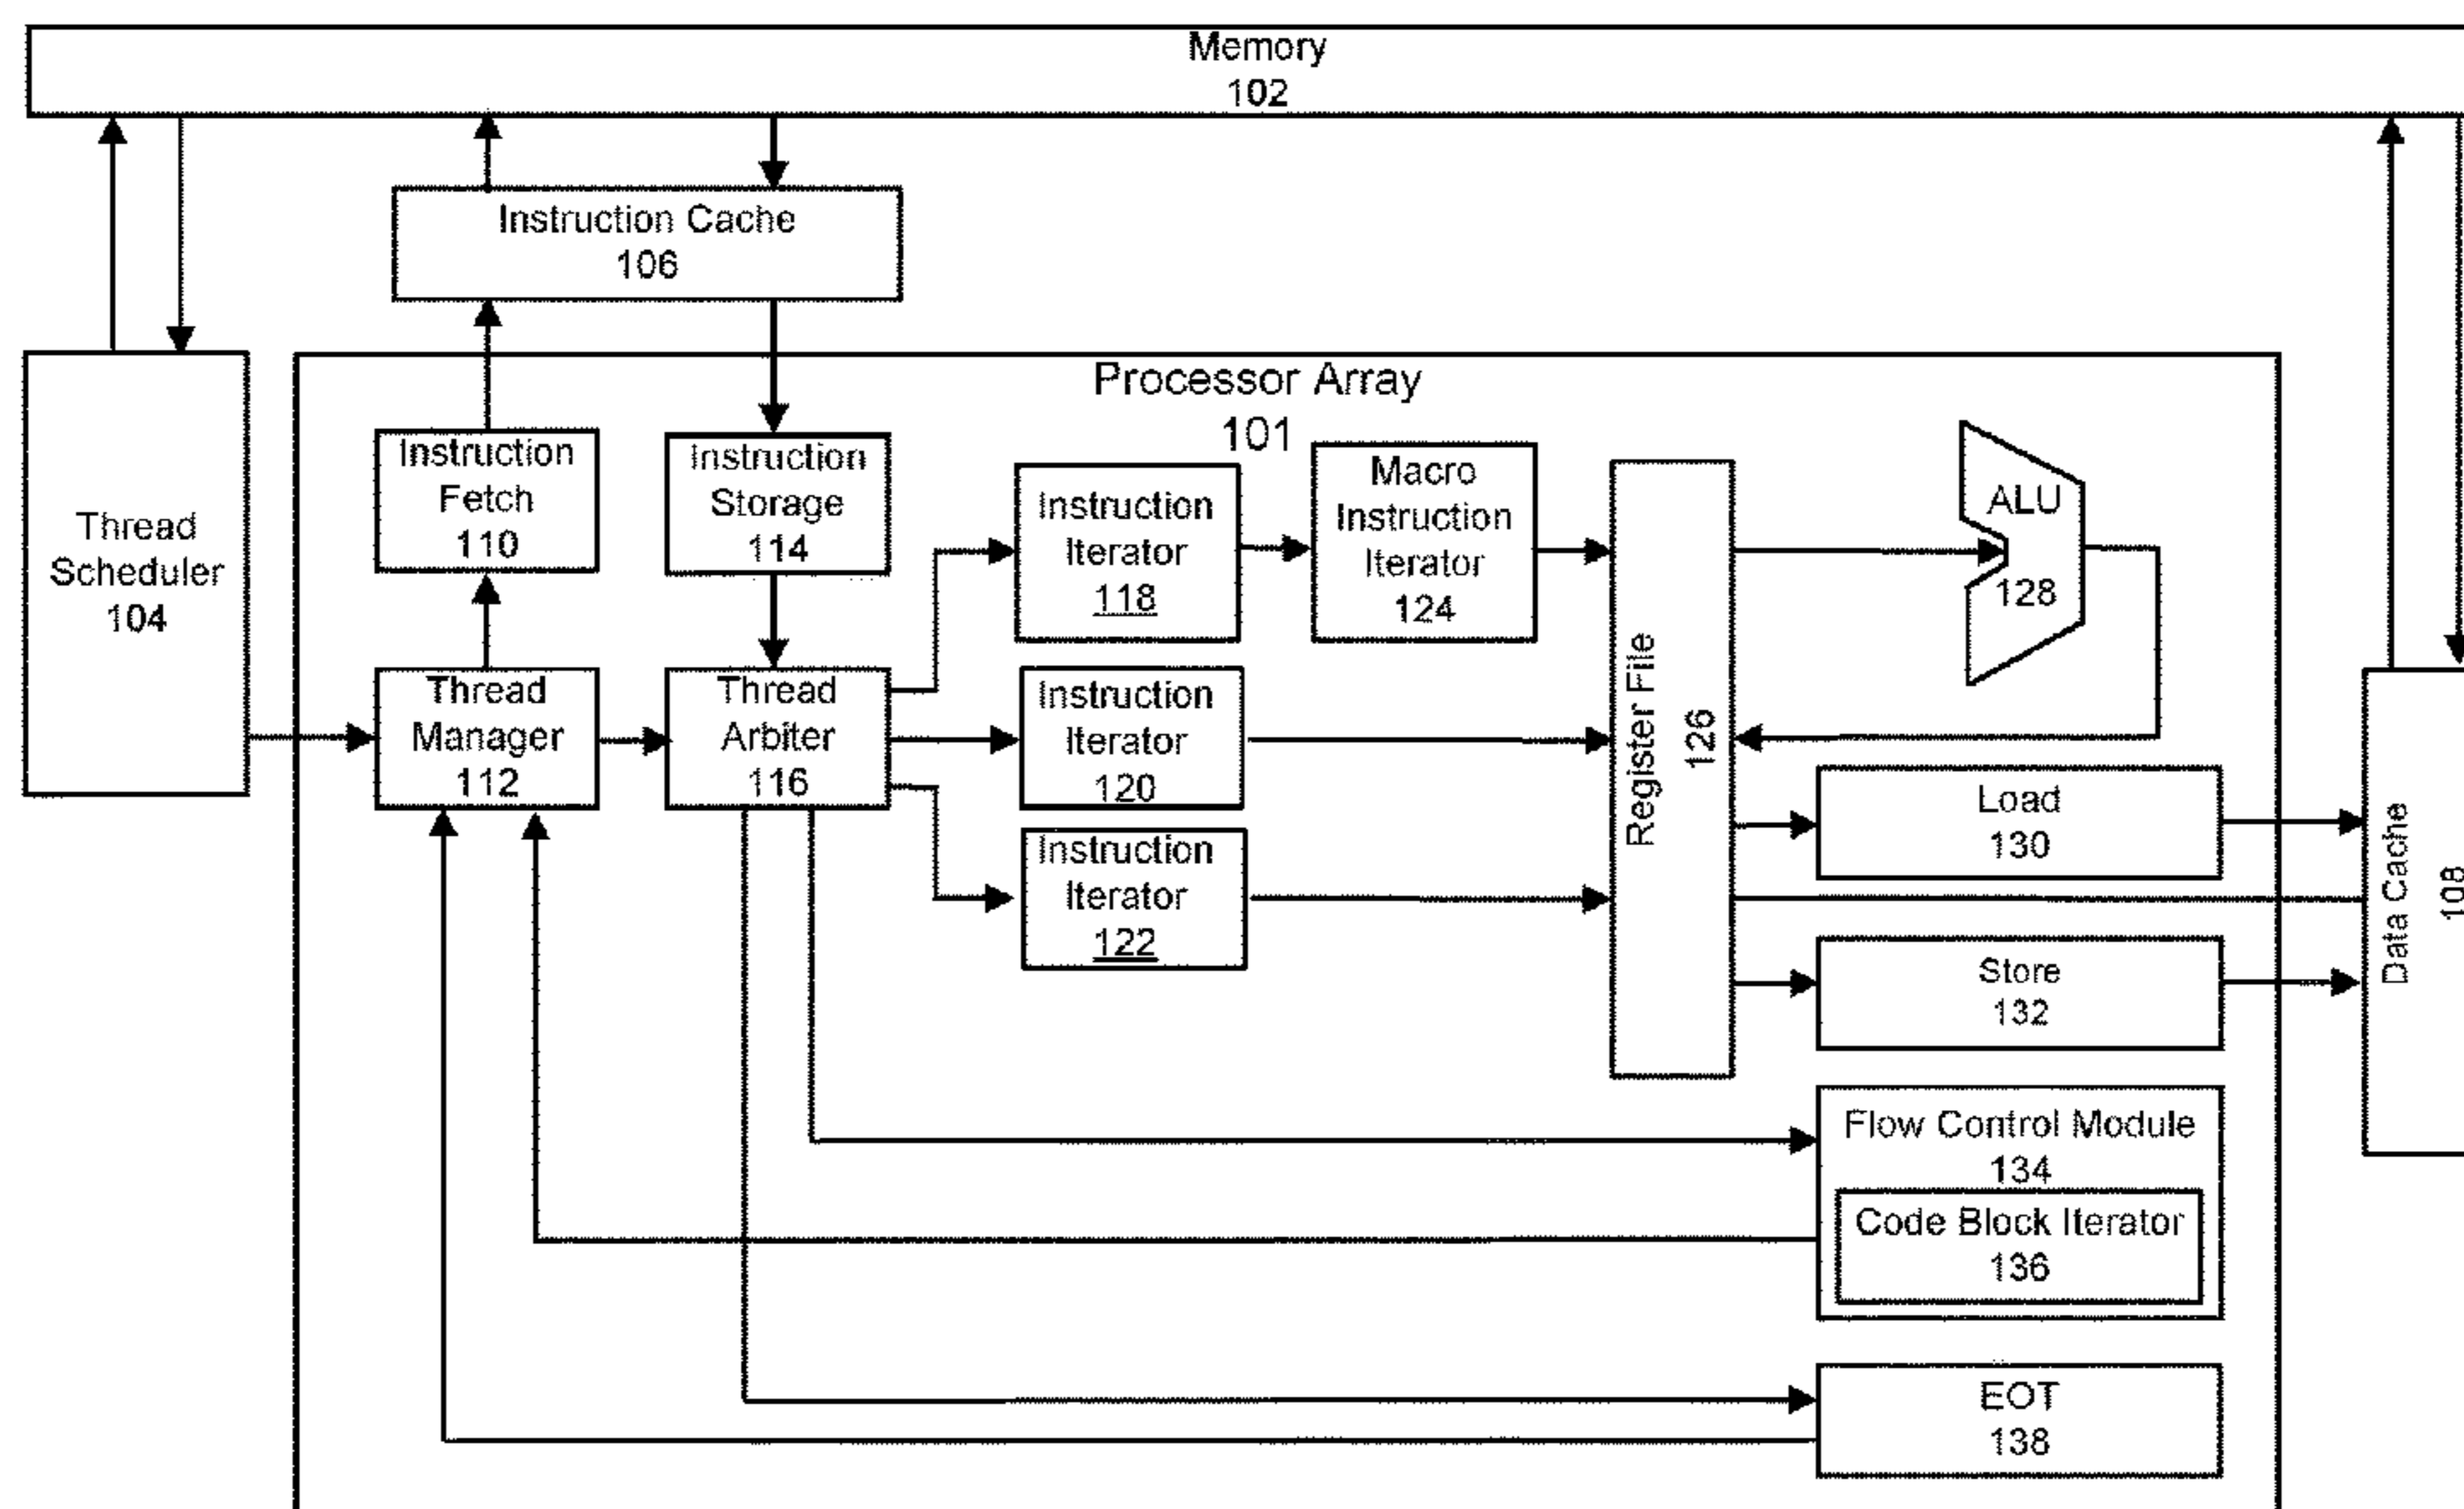 Memory
102
Instruction Cache
106
Thread
Scheduler
104
Processor Array
101
Instruction
Fetch
110
Instruction
Storage
114
Instruction
Iterator
118
Macro
Instruction
Iterator
124
ALU
128
Thread
Manager
112
Thread
Arbiter
116
Instruction
Iterator
120
Instruction
Iterator
122
Register File
126
Load
130
Store
132
Data Cache
108
Flow Control Module
134
Code Block Iterator
136
EOT
138